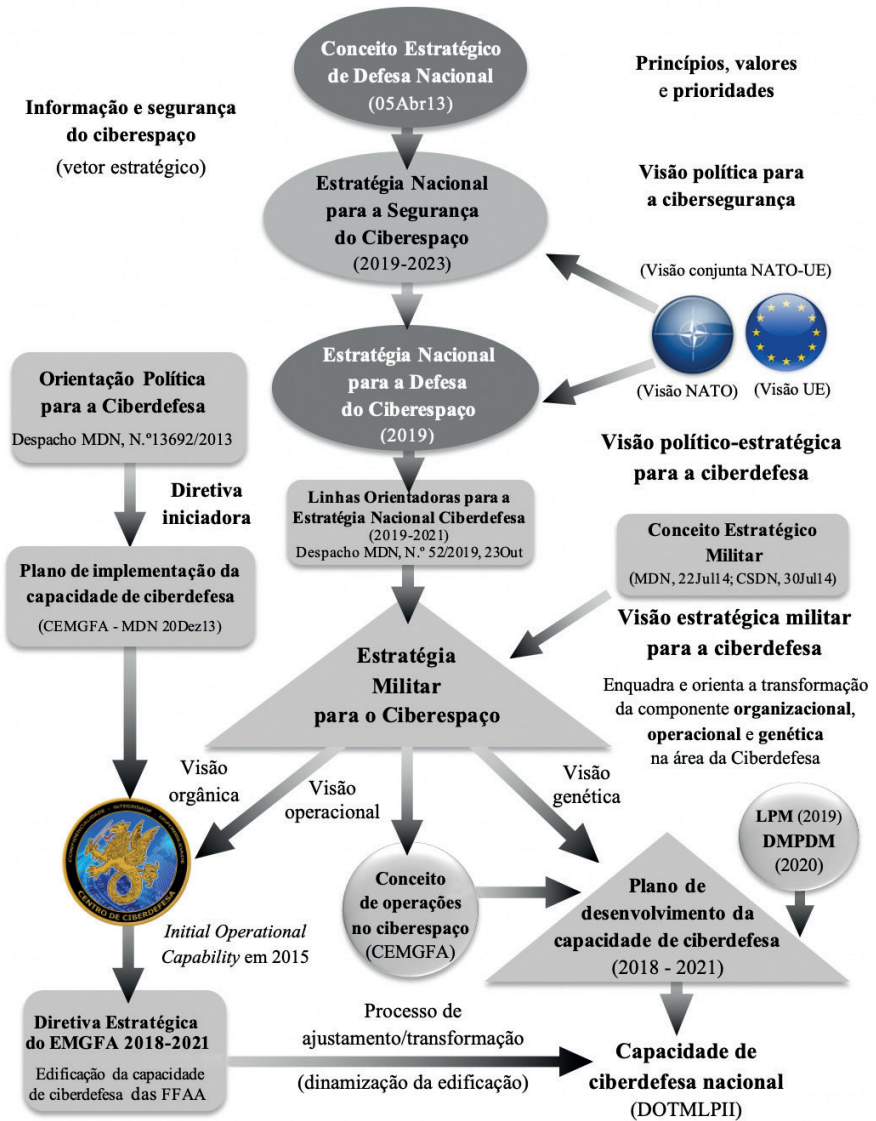 Conceito Estratégico
de Defesa Nacional
(05Abr13)
Princípios, valores
e prioridades
Informação e segurança
do ciberespaço
(vetor estratégico)
Estratégia Nacional
para a Segurança
do Ciberespaço
(2019-2023)
Visão política para
a cibersegurança
(Visão conjunta NATO-UE)
(Visão NATO)
(Visão UE)
Estratégia Nacional
para a Defesa
do Ciberespaço
(2019)
Orientação Política
para a Ciberdefesa
Despacho MDN, N.º13692/2013
Visão político-estratégica
para a ciberdefesa
Diretiva
iniciadora
Linhas Orientadoras para a
Estratégia Nacional Ciberdefesa
(2019-2021)
Despacho MDN, N.º 52/2019, 23Out
Conceito Estratégico
Militar
(MDN, 22Jul14; CSDN, 30Jul14)
Plano de implementação da
capacidade de ciberdefesa
(CEMGFA - MDN 20Dez13)
Visão estratégica militar
para a ciberdefesa
Estratégia
Militar
para o Ciberespaço
Enquadra e orienta a transformação
da componente organizacional,
operacional e genética
na área da Ciberdefesa
Visão
orgânica
Visão
operacional
Visão
genética
LPM (2019)
DMPDM
(2020)
CONFIDENCIALIDADE - INTEGRIDADE - DISPONIBILIDADE
CENTRO DE CIBERDEFESA
Conceito
de operações
no ciberespaço
(CEMGFA)
Plano de
desenvolvimento da
capacidade de ciberdefesa
(2018 - 2021)
Initial Operational
Capability em 2015
Diretiva Estratégica
do EMGFA 2018-2021
Edificação da capacidade
de ciberdefesa das FFAA
Processo de
ajustamento/transformação
(dinamização da edificação)
Capacidade de
ciberdefesa nacional
(DOTMLPII)